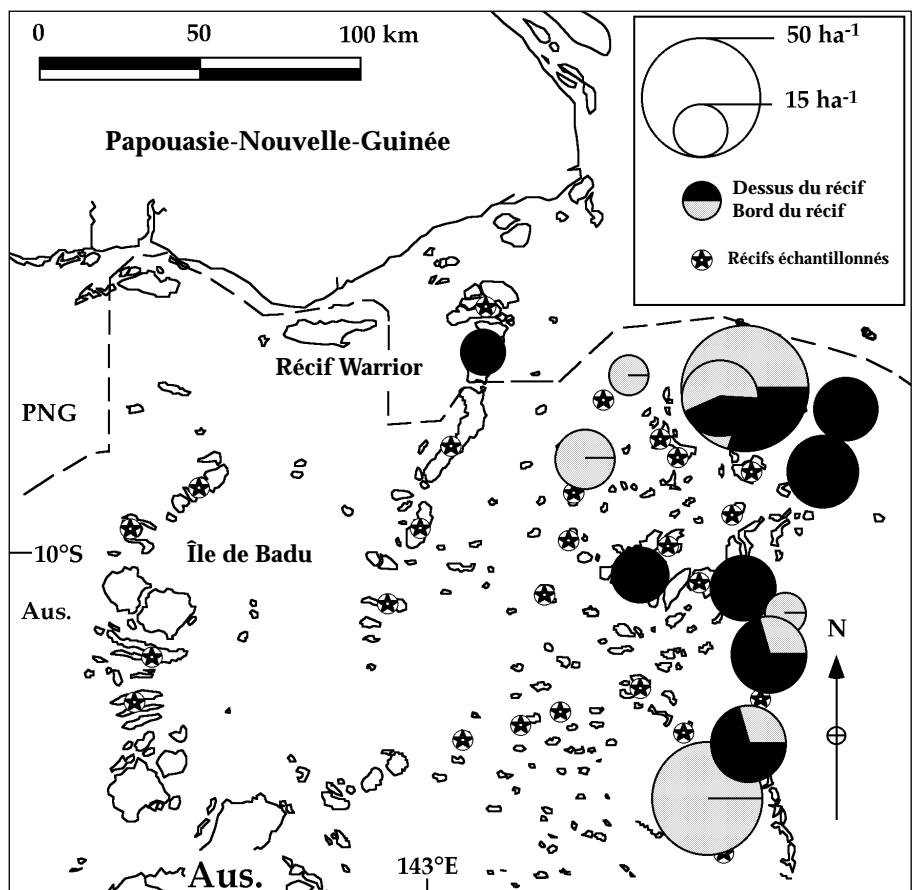 0 50 100 km
50 ha-1
15 ha-1
Papouasie-Nouvelle-Guinée
Dessus du récif
Bord du récif
Récifs échantillonnés
Récif Warrior
PNG
10°S
Île de Badu
Aus.
N
143°E
Aus.